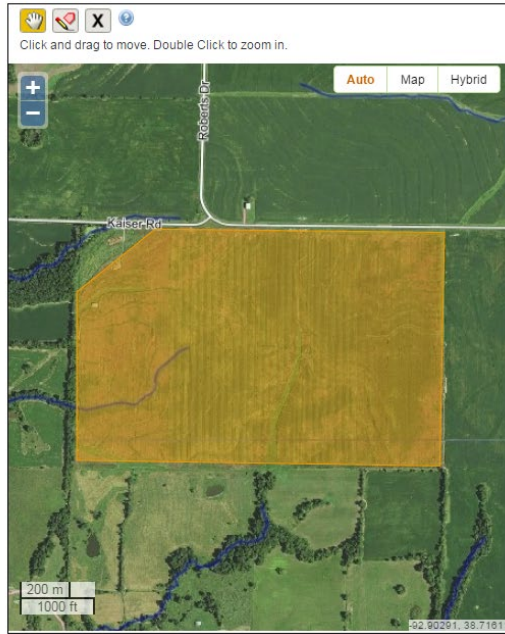 X ?
Click and drag to move. Double Click to zoom in.
+
Auto Map Hybrid
−
Roberts Dr
Kaiser Rd
200 m
1000 ft
-92.90291, 38.7161